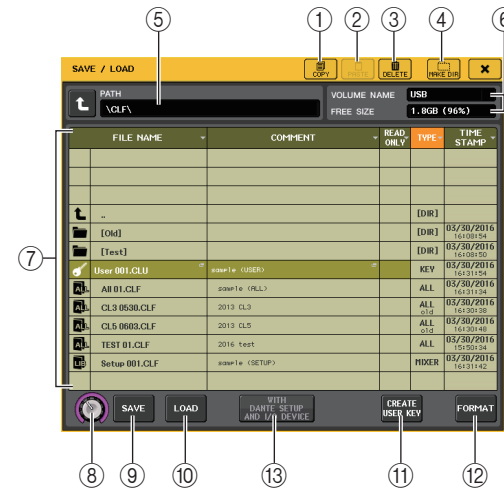 ⑤ ① ② ③ ④ ⑥
SAVE / LOAD COPY PASTE DELETE MAKE DIR
PATH VOLUME NAME USB
\CLF\ FREE SIZE 1.8GB (96%)
FILE NAME COMMENT READ ONLY TYPE TIME STAMP
.. [DIR]
[Old] [DIR] 03/30/2016 16:08:54
[Test] [DIR] 03/30/2016 16:08:50
User 001.CLU sample (USER) KEY 03/30/2016 16:31:54
All 01.CLF sample (ALL) ALL 03/30/2016 16:31:34
CL3 0530.CLF 2013 CL3 ALL old 03/30/2016 16:30:38
CL5 0603.CLF 2013 CL5 ALL old 03/30/2016 16:30:48
TEST 01.CLF 2016 test ALL 03/30/2016 15:50:34
Setup 001.CLF sample (SETUP) MIXER 03/30/2016 16:31:42
⑦
SAVE LOAD WITH DANTE SETUP AND I/O DEVICE CREATE USER KEY FORMAT
⑧ ⑨ ⑩ ⑬ ⑪ ⑫